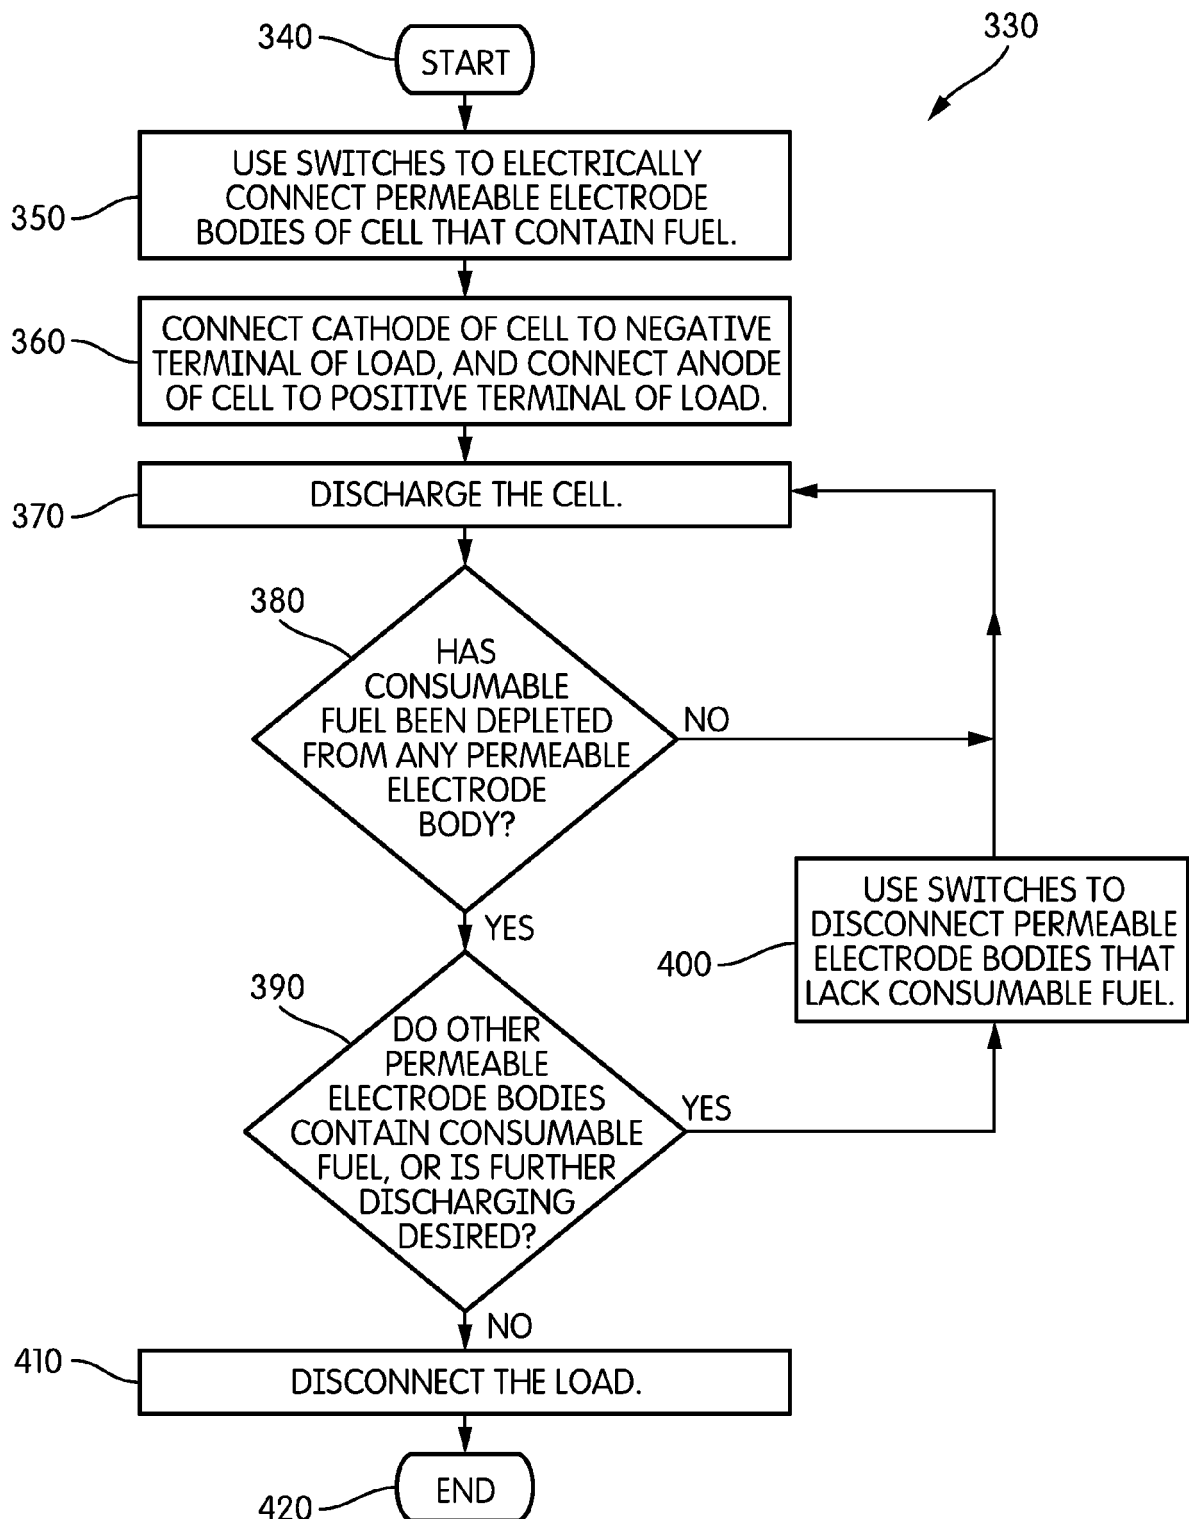 340
START
330
350
USE SWITCHES TO ELECTRICALLY
CONNECT PERMEABLE ELECTRODE
BODIES OF CELL THAT CONTAIN FUEL.
360
CONNECT CATHODE OF CELL TO NEGATIVE
TERMINAL OF LOAD, AND CONNECT ANODE
OF CELL TO POSITIVE TERMINAL OF LOAD.
370
DISCHARGE THE CELL.
380
HAS
CONSUMABLE
FUEL BEEN DEPLETED
FROM ANY PERMEABLE
ELECTRODE
BODY?
NO
YES
400
USE SWITCHES TO
DISCONNECT PERMEABLE
ELECTRODE BODIES THAT
LACK CONSUMABLE FUEL.
390
DO OTHER
PERMEABLE
ELECTRODE BODIES
CONTAIN CONSUMABLE
FUEL, OR IS FURTHER
DISCHARGING
DESIRED?
YES
NO
410
DISCONNECT THE LOAD.
420
END